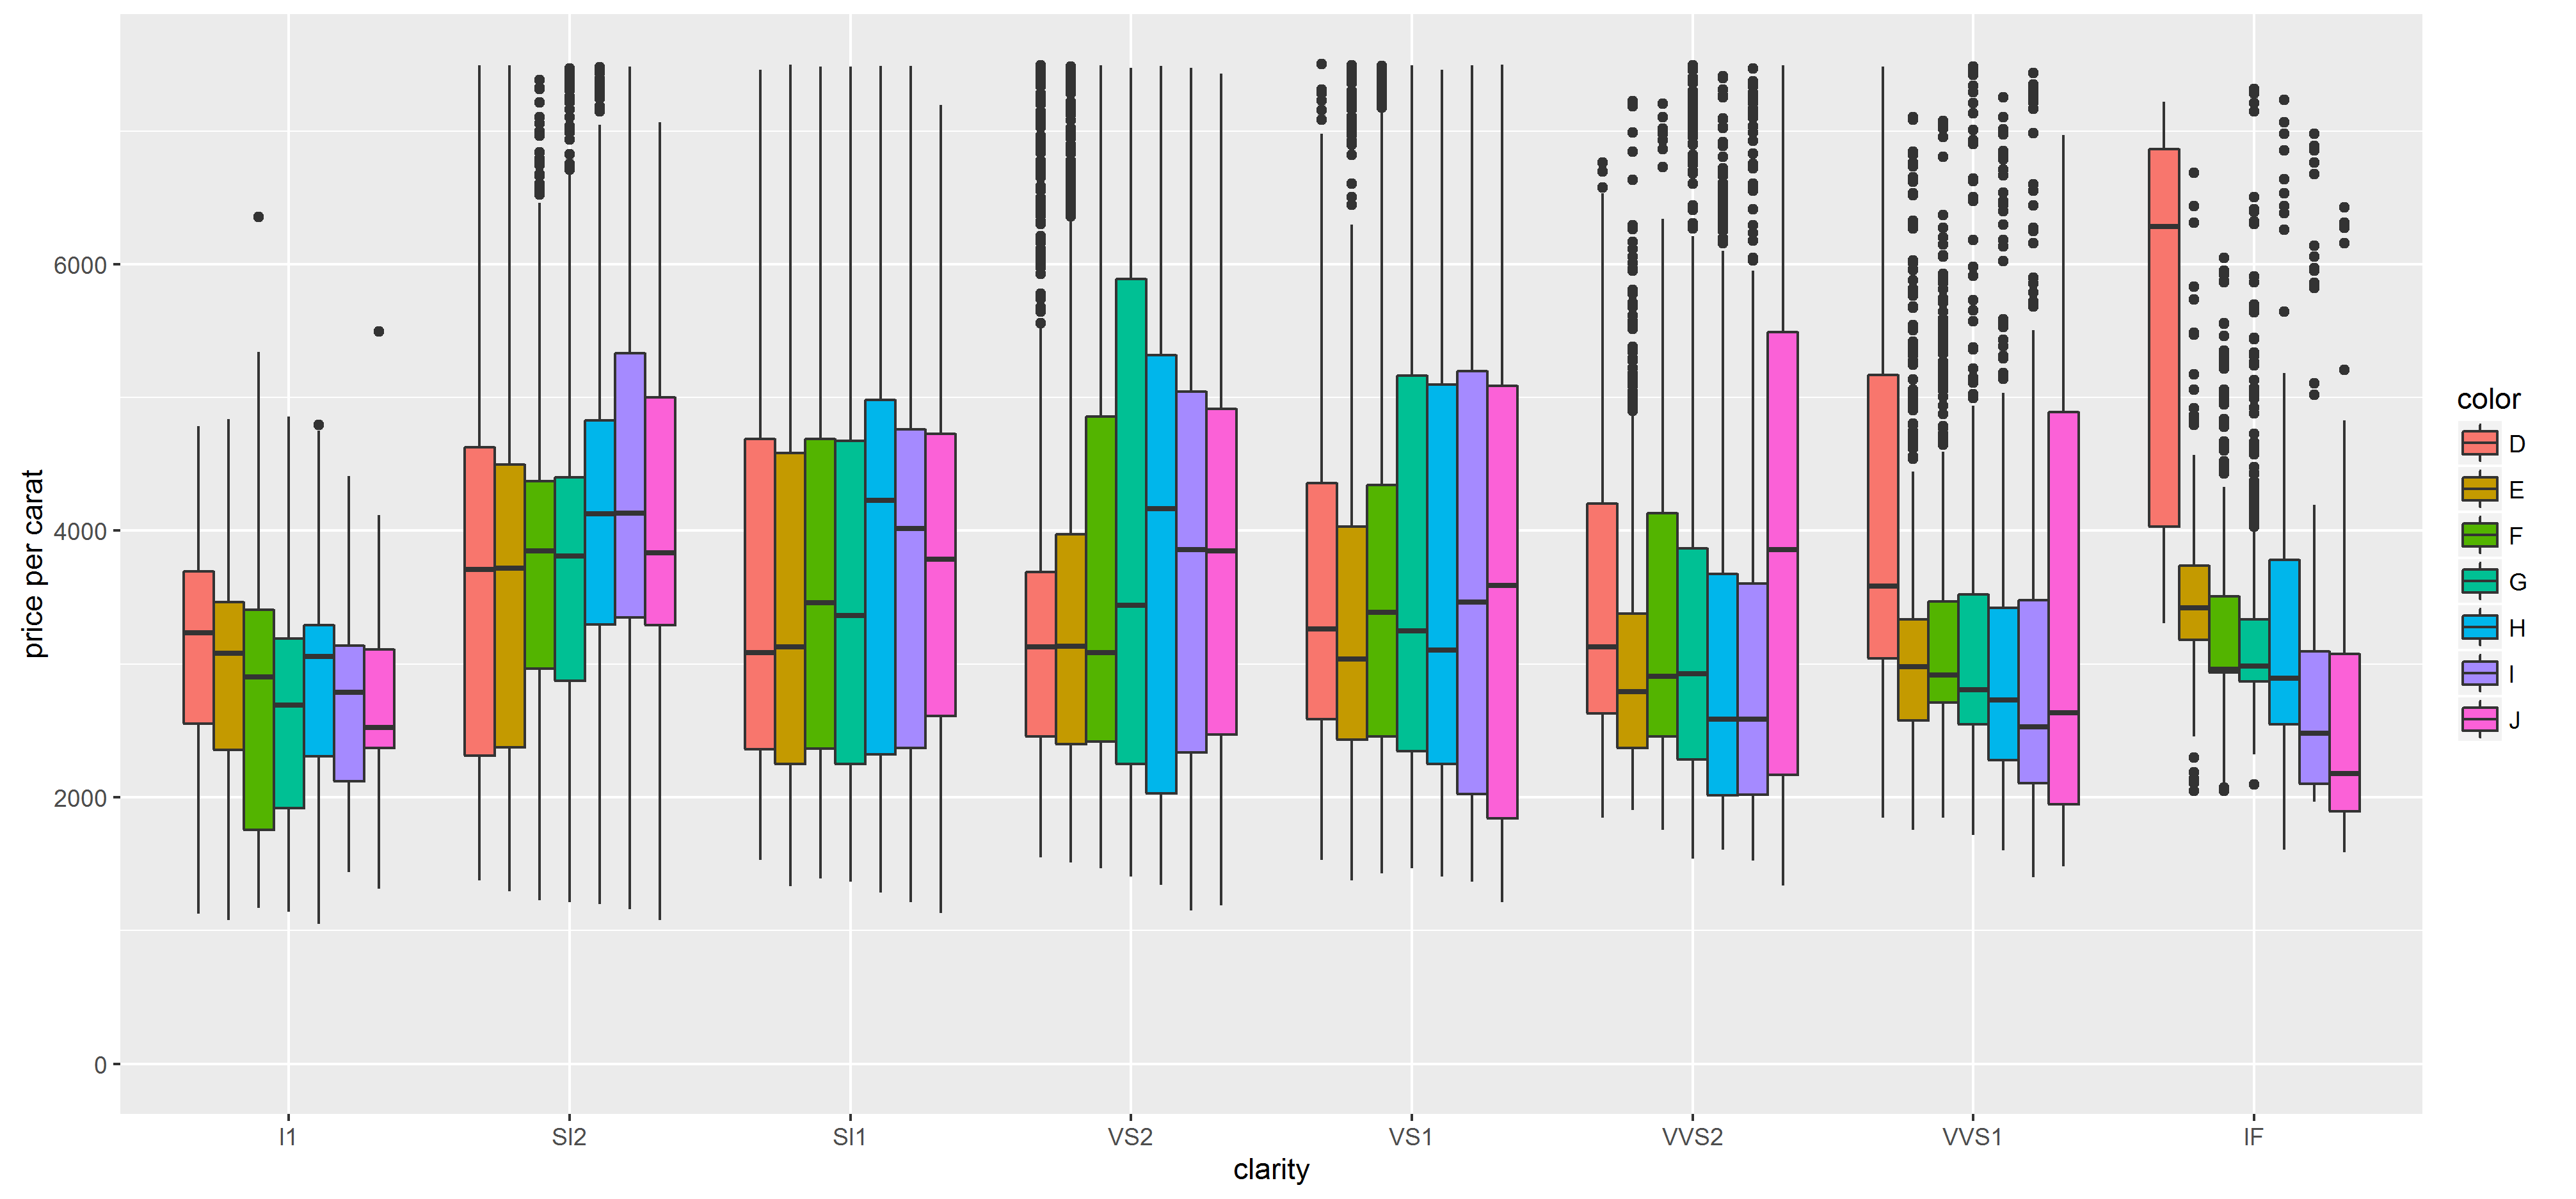 price per carat
6000
4000
2000
0
I1 SI2 SI1 VS2 VS1 VVS2 VVS1 IF
clarity
color
D
E
F
G
H
I
J